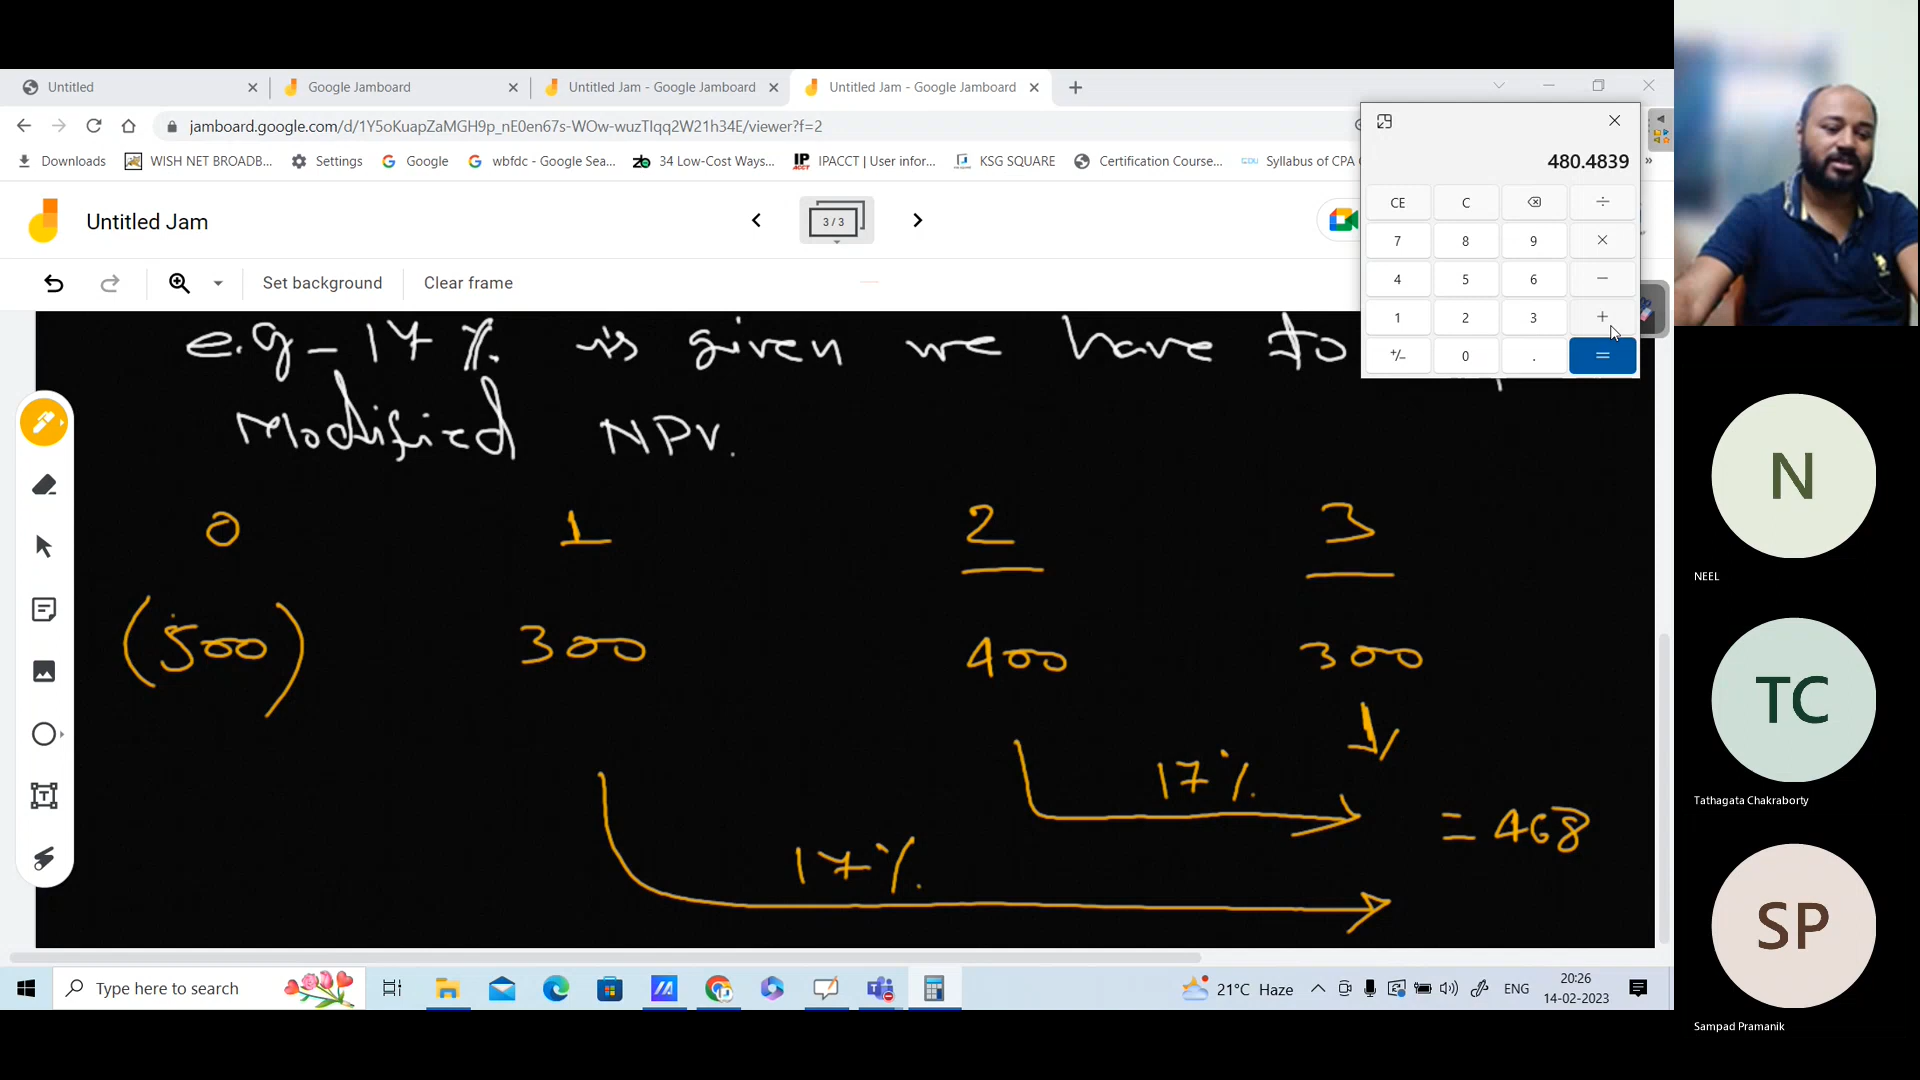 Untitled
Google Jamboard
Untitled Jam - Google Jamboard
Untitled Jam - Google Jamboard
jamboard.google.com/d/1Y5oKuapZaMGH9p_nE0en67s-WOw-wuzTIqq2W21h34E/viewer?f=2
Downloads WISH NET BROADB... Settings Google wbfdc - Google Sea... 34 Low-Cost Ways... IPACCT | User infor... KSG SQUARE Certification Course... Syllabus of CPA
Untitled Jam
3 / 3
Set background Clear frame
480.4839
CE C ÷
7 8 9 ×
4 5 6 −
1 2 3 +
+/− 0 . =
e.g - 17 % is given we have to
Modified NPV.
0 1 2 3
(500) 300 400 300
17%
= 468
17%
N
NEEL
TC
Tathagata Chakraborty
SP
Sampad Pramanik
Type here to search
21°C Haze
ENG
20:26
14-02-2023